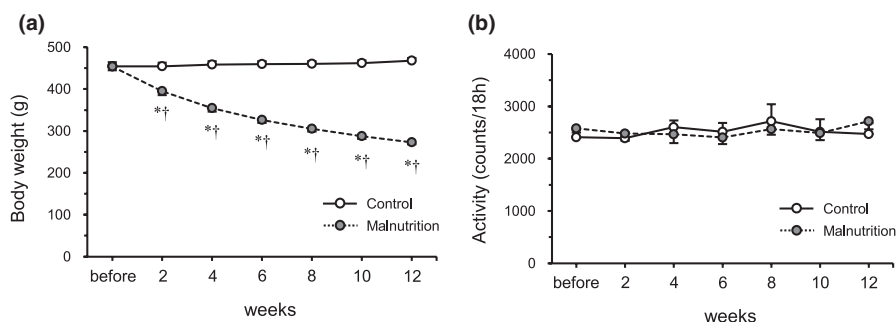 (a)
500
400
300
200
100
0
Body weight (g)
*†
*†
*†
*†
*†
*†
Control
Malnutrition
before 2 4 6 8 10 12
weeks
(b)
4000
3000
2000
1000
0
Activity (counts/18h)
Control
Malnutrition
before 2 4 6 8 10 12
weeks